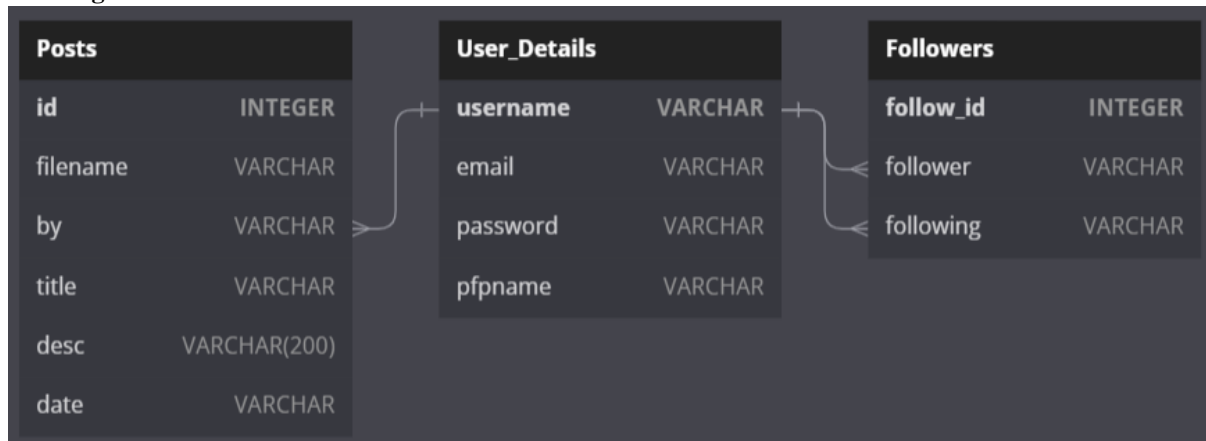 Posts
id INTEGER
filename VARCHAR
by VARCHAR
title VARCHAR
desc VARCHAR(200)
date VARCHAR
User_Details
username VARCHAR
email VARCHAR
password VARCHAR
pfpname VARCHAR
Followers
follow_id INTEGER
follower VARCHAR
following VARCHAR